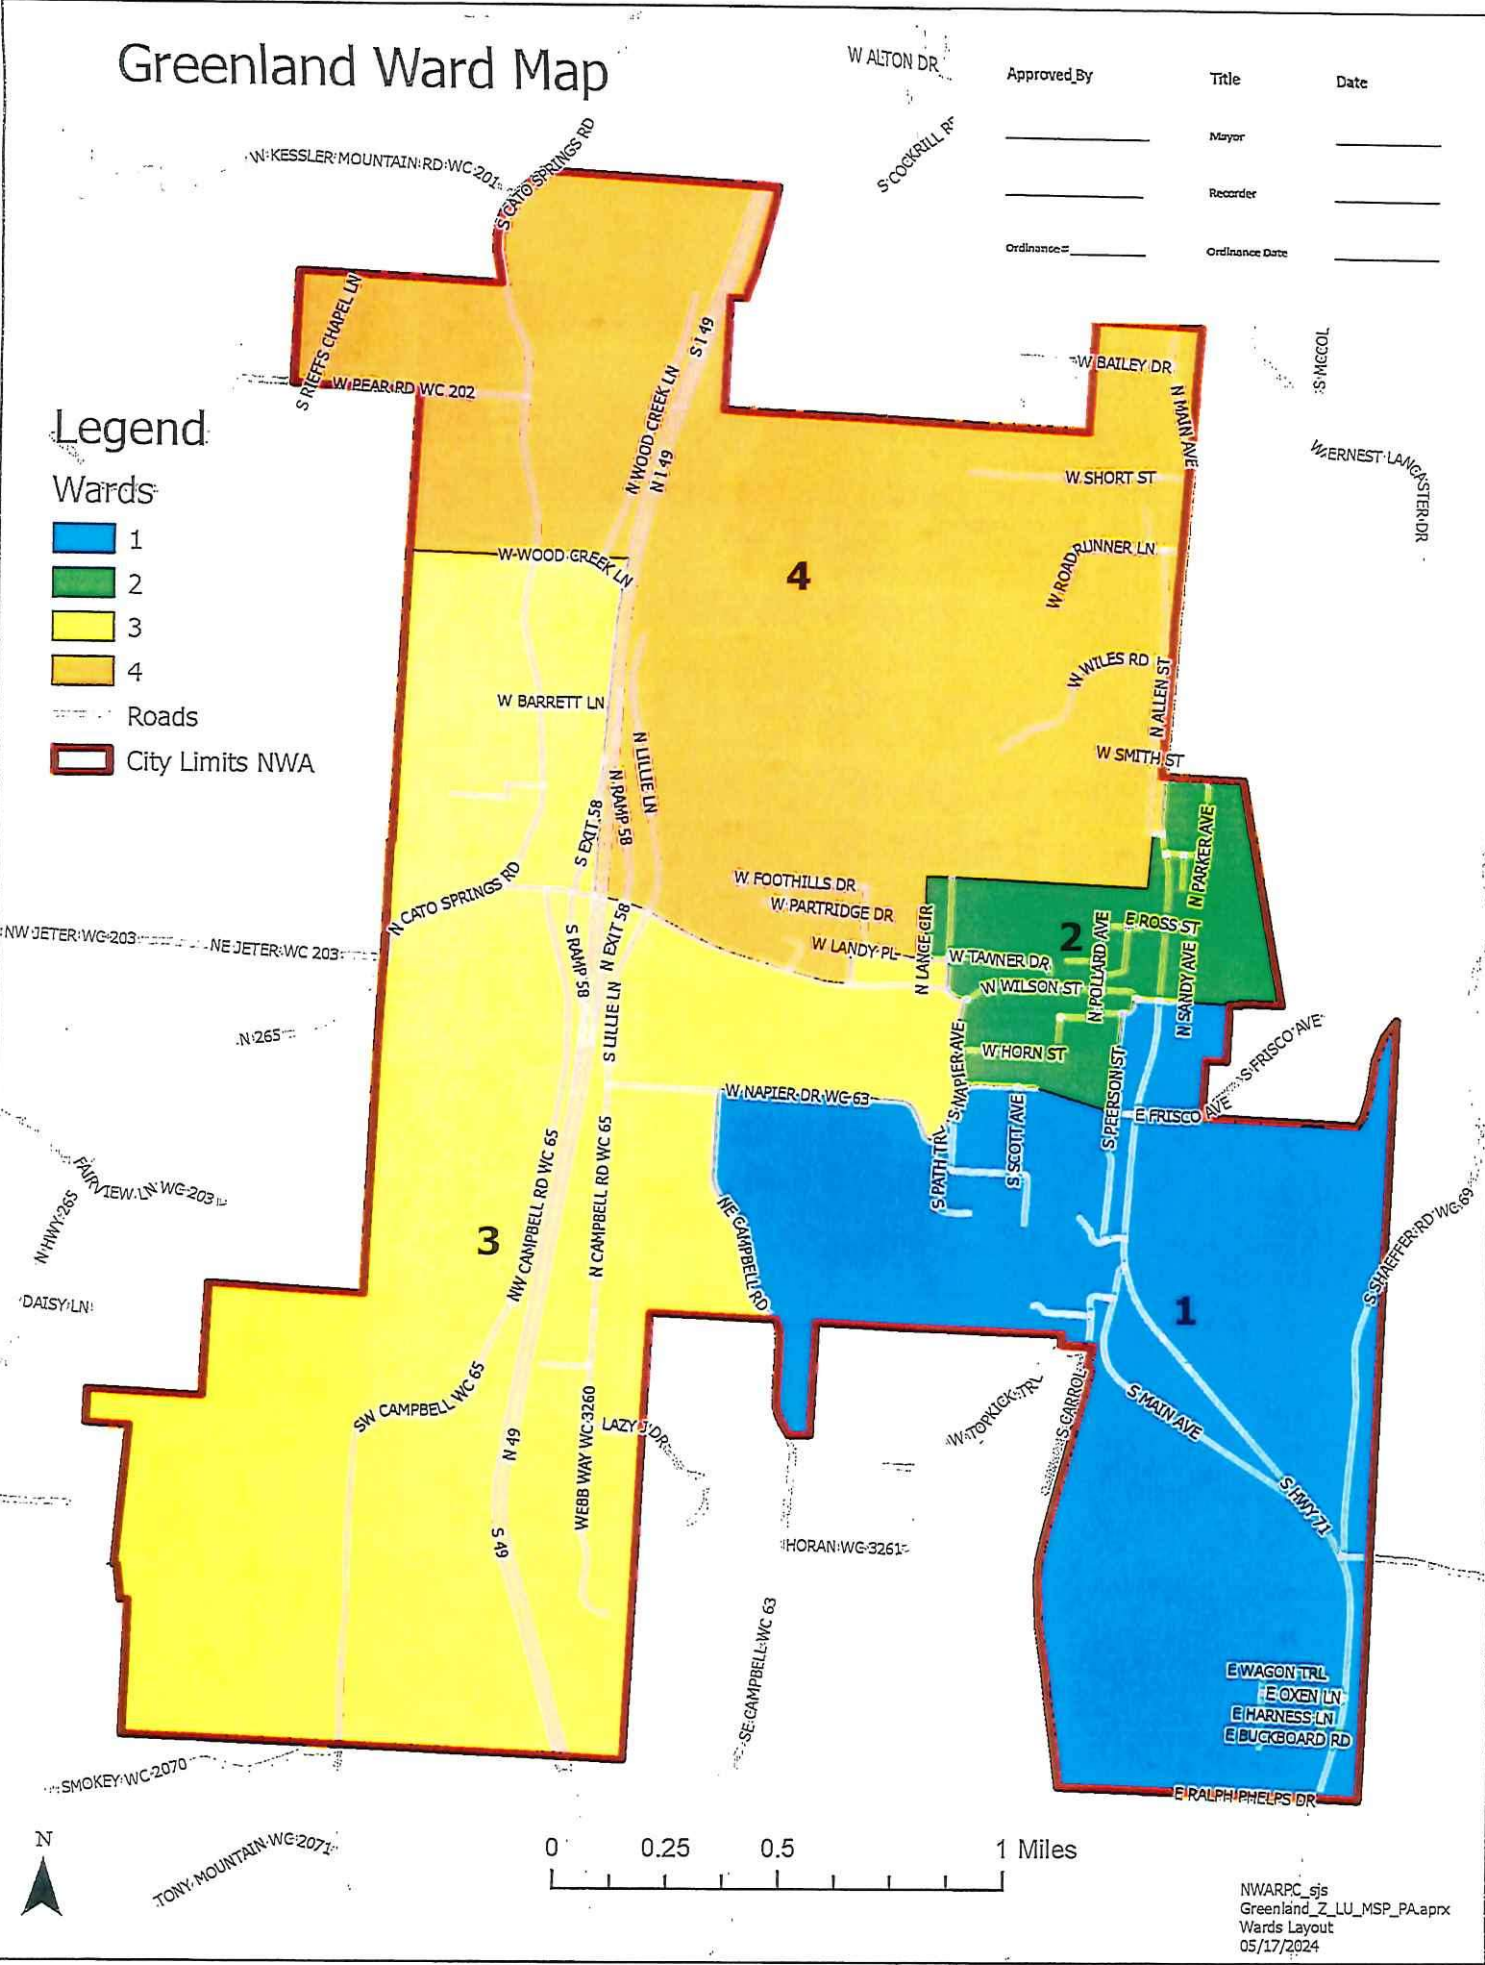 Greenland Ward Map
W ALTON DR
Approved_By
Title
Date
Mayor
Recorder
Ordinance#
Ordinance Date
W KESSLER MOUNTAIN RD WC 201
S CATO SPRINGS RD
S COCKRILL R
S RIEFFS CHAPEL LN
W PEAR RD WC 202
S I 49
N WOOD CREEK LN
N I 49
W BAILEY DR
N MAIN AVE
S MCCOL
W ERNEST LANCASTER DR
Legend
Wards
1
2
3
4
Roads
City Limits NWA
W SHORT ST
W ROADRUNNER LN
W WOOD CREEK LN
4
W WILES RD
N ALLEN ST
W SMITH ST
W BARRETT LN
N LILLIE LN
N RAMP 58
S EXIT 58
N PARKER AVE
W FOOTHILLS DR
W PARTRIDGE DR
W LANDY PL
N LANCE CIR
N CATO SPRINGS RD
NW JETER WC 203
NE JETER WC 203
S RAMP 58
N EXIT 58
S LILLIE LN
2
E ROSS ST
N POLLARD AVE
W TANNER DR
W WILSON ST
N SANDY AVE
N 265
W HORN ST
S NAPIER AVE
S PEERSON ST
S FRISCO AVE
W NAPIER DR WC 63
E FRISCO AVE
S PATH TRL
S SCOTT AVE
FAIRVIEW LN WC 203
N HWY 265
DAISY LN
3
NW CAMPBELL RD WC 65
N CAMPBELL RD WC 65
NE CAMPBELL RD
1
S SHAEFFER RD WC 69
SW CAMPBELL WC 65
N 49
S 49
WEBB WAY WC 3260
LAZY J DR
W TOPKICK TRL
S CARROL
S MAIN AVE
S HWY 71
HORAN WC 3261
SE CAMPBELL WC 63
E WAGON TRL
E OXEN LN
E HARNESS LN
E BUCKBOARD RD
E RALPH PHELPS DR
SMOKEY WC 2070
TONY MOUNTAIN WC 2071
N
0 0.25 0.5 1 Miles
NWARPC_sjs
Greenland_Z_LU_MSP_PA.aprx
Wards Layout
05/17/2024